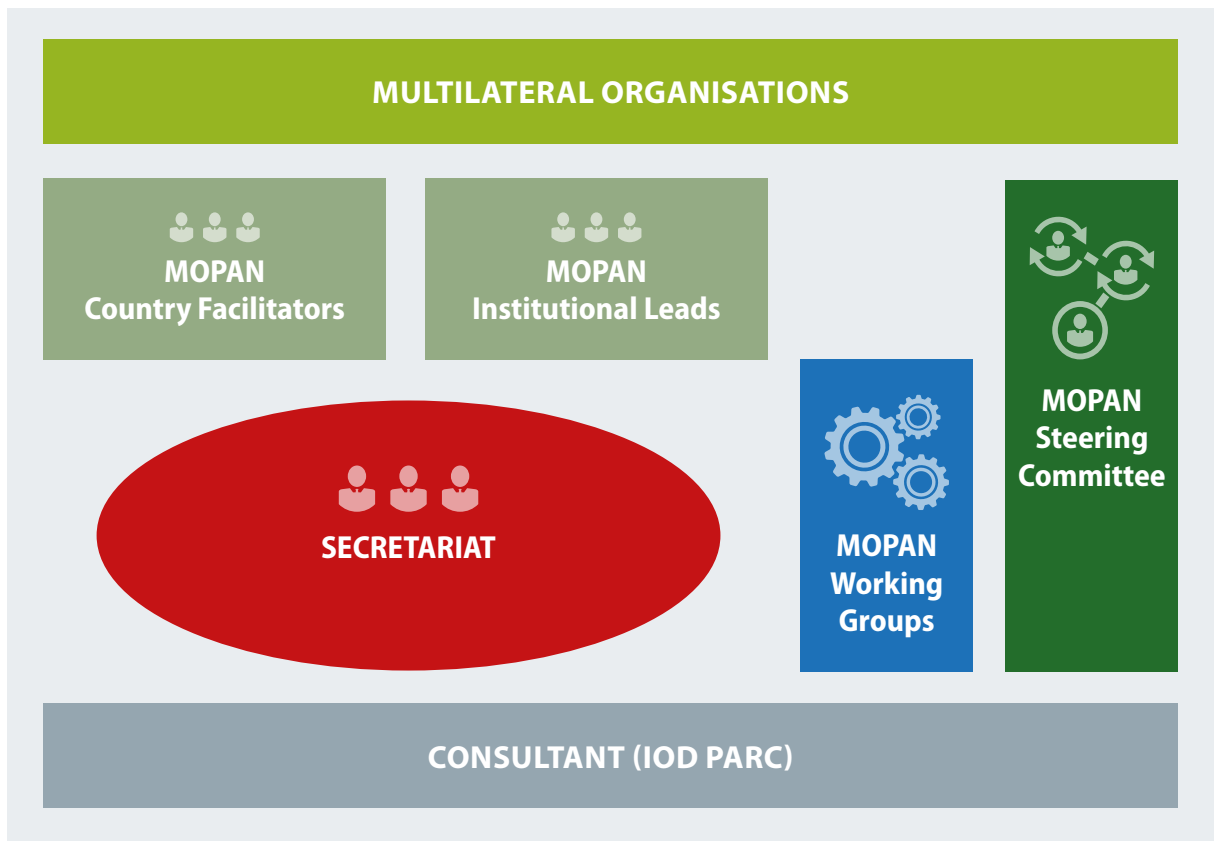 MULTILATERAL ORGANISATIONS
MOPAN
Country Facilitators
MOPAN
Institutional Leads
MOPAN
Steering
Committee
SECRETARIAT
MOPAN
Working
Groups
CONSULTANT (IOD PARC)